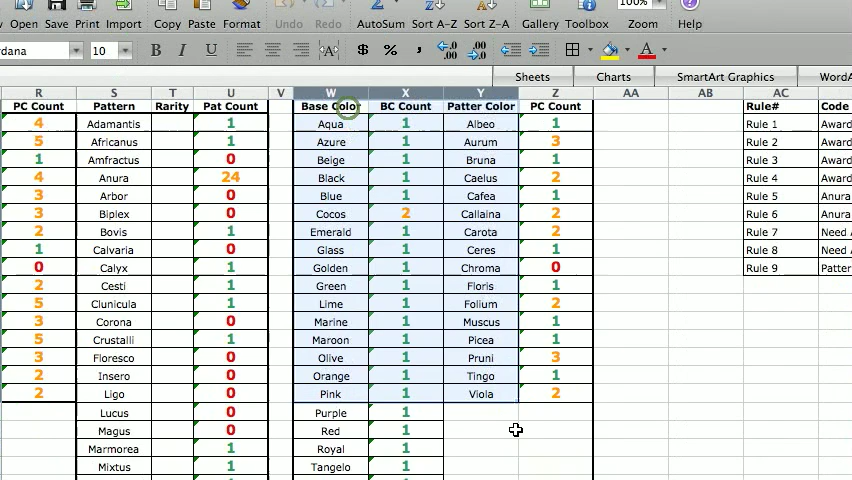 100%
Open Save Print Import Copy Paste Format Undo Redo AutoSum Sort A-Z Sort Z-A Gallery Toolbox Zoom Help
dana 10 B I U A $ % , A
Sheets Charts SmartArt Graphics WordA
R S T U V W X Y Z AA AB AC
PC Count Pattern Rarity Pat Count Base Color BC Count Patter Color PC Count Rule# Code
4 Adamantis 1 Aqua 1 Albeo 1 Rule 1 Award
5 Africanus 1 Azure 1 Aurum 3 Rule 2 Award
1 Amfractus 0 Beige 1 Bruna 1 Rule 3 Award
4 Anura 24 Black 1 Caelus 2 Rule 4 Award
3 Arbor 0 Blue 1 Cafea 1 Rule 5 Anura
3 Biplex 0 Cocos 2 Callaina 2 Rule 6 Anura
2 Bovis 1 Emerald 1 Carota 2 Rule 7 Need A
1 Calvaria 0 Glass 1 Ceres 1 Rule 8 Need A
0 Calyx 1 Golden 1 Chroma 0 Rule 9 Patter
2 Cesti 1 Green 1 Floris 1
5 Clunicula 1 Lime 1 Folium 2
3 Corona 0 Marine 1 Muscus 1
5 Crustalli 1 Maroon 1 Picea 1
3 Floresco 0 Olive 1 Pruni 3
2 Insero 0 Orange 1 Tingo 1
2 Ligo 0 Pink 1 Viola 2
Lucus 0 Purple 1
Magus 0 Red 1
Marmorea 1 Royal 1
Mixtus 1 Tangelo 1